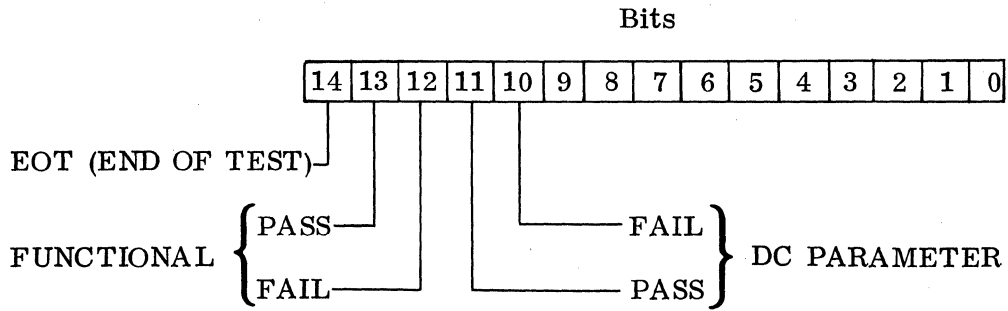 Bits
14 13 12 11 10 9 8 7 6 5 4 3 2 1 0
EOT (END OF TEST)
PASS FAIL
FUNCTIONAL DC PARAMETER
FAIL PASS